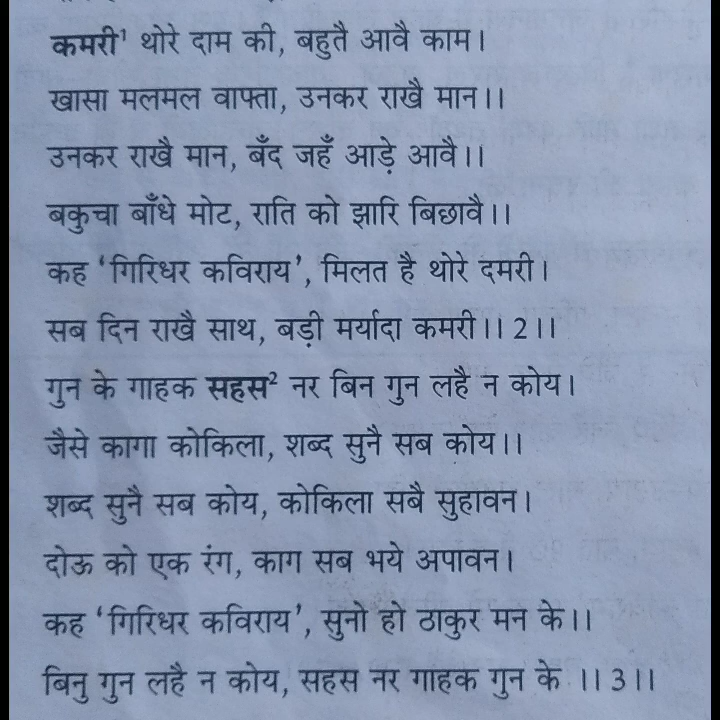 कमरी¹ थोरे दाम की, बहुतै आवै काम।
खासा मलमल वाफ्ता, उनकर राखै मान।।
उनकर राखै मान, बँद जहँ आड़े आवै।।
बकुचा बाँधे मोट, राति को झारि बिछावै।।
कह 'गिरिधर कविराय', मिलत है थोरे दमरी।
सब दिन राखै साथ, बड़ी मर्यादा कमरी।। 2।।
गुन के गाहक सहस² नर बिन गुन लहै न कोय।
जैसे कागा कोकिला, शब्द सुनै सब कोय।।
शब्द सुनै सब कोय, कोकिला सबै सुहावन।
दोऊ को एक रंग, काग सब भये अपावन।
कह 'गिरिधर कविराय', सुनो हो ठाकुर मन के।।
बिनु गुन लहै न कोय, सहस नर गाहक गुन के ।। 3।।